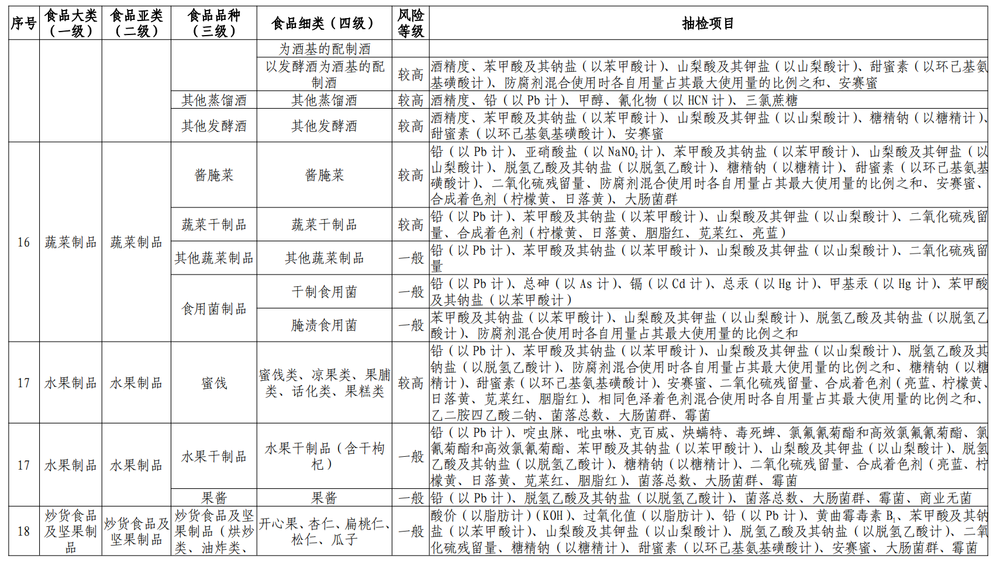 序号 食品大类（一级） 食品亚类（二级） 食品品种（三级） 食品细类（四级） 风险等级 抽检项目
为酒基的配制酒
以发酵酒为酒基的配制酒 较高 酒精度、苯甲酸及其钠盐（以苯甲酸计）、山梨酸及其钾盐（以山梨酸计）、甜蜜素（以环己基氨
基磺酸计）、防腐剂混合使用时各自用量占其最大使用量的比例之和、安赛蜜
其他蒸馏酒 其他蒸馏酒 较高 酒精度、铅（以 Pb 计）、甲醇、氰化物（以 HCN 计）、三氯蔗糖
其他发酵酒 其他发酵酒 较高 酒精度、苯甲酸及其钠盐（以苯甲酸计）、山梨酸及其钾盐（以山梨酸计）、糖精钠（以糖精计）、
甜蜜素（以环己基氨基磺酸计）、安赛蜜
16 蔬菜制品 蔬菜制品
酱腌菜 酱腌菜 较高 铅（以 Pb 计）、亚硝酸盐（以 NaNO₂计）、苯甲酸及其钠盐（以苯甲酸计）、山梨酸及其钾盐（以
山梨酸计）、脱氢乙酸及其钠盐（以脱氢乙酸计）、糖精钠（以糖精计）、甜蜜素（以环己基氨基
磺酸计）、二氧化硫残留量、防腐剂混合使用时各自用量占其最大使用量的比例之和、安赛蜜、
合成着色剂（柠檬黄、日落黄）、大肠菌群
蔬菜干制品 蔬菜干制品 较高 铅（以 Pb 计）、苯甲酸及其钠盐（以苯甲酸计）、山梨酸及其钾盐（以山梨酸计）、二氧化硫残留
量、合成着色剂（柠檬黄、日落黄、胭脂红、苋菜红、亮蓝）
其他蔬菜制品 其他蔬菜制品 一般 铅（以 Pb 计）、苯甲酸及其钠盐（以苯甲酸计）、山梨酸及其钾盐（以山梨酸计）、二氧化硫残留
量
食用菌制品
干制食用菌 一般 铅（以 Pb 计）、总砷（以 As 计）、镉（以 Cd 计）、总汞（以 Hg 计）、甲基汞（以 Hg 计）、苯甲酸
及其钠盐（以苯甲酸计）
腌渍食用菌 一般 苯甲酸及其钠盐（以苯甲酸计）、山梨酸及其钾盐（以山梨酸计）、脱氢乙酸及其钠盐（以脱氢乙
酸计）、防腐剂混合使用时各自用量占其最大使用量的比例之和
17 水果制品 水果制品 蜜饯 蜜饯类、凉果类、果脯类、话化类、果糕类 较高 铅（以 Pb 计）、苯甲酸及其钠盐（以苯甲酸计）、山梨酸及其钾盐（以山梨酸计）、脱氢乙酸及其
钠盐（以脱氢乙酸计）、防腐剂混合使用时各自用量占其最大使用量的比例之和、糖精钠（以糖
精计）、甜蜜素（以环己基氨基磺酸计）、安赛蜜、二氧化硫残留量、合成着色剂（亮蓝、柠檬黄、
日落黄、苋菜红、胭脂红）、相同色泽着色剂混合使用时各自用量占其最大使用量的比例之和、
乙二胺四乙酸二钠、菌落总数、大肠菌群、霉菌
17 水果制品 水果制品
水果干制品 水果干制品（含干枸杞） 一般 铅（以 Pb 计）、啶虫脒、吡虫啉、克百威、炔螨特、毒死蜱、氯氟氰菊酯和高效氯氟氰菊酯、氯
氰菊酯和高效氯氰菊酯、苯甲酸及其钠盐（以苯甲酸计）、山梨酸及其钾盐（以山梨酸计）、脱氢
乙酸及其钠盐（以脱氢乙酸计）、糖精钠（以糖精计）、二氧化硫残留量、合成着色剂（亮蓝、柠
檬黄、日落黄、苋菜红、胭脂红）、菌落总数、大肠菌群、霉菌
果酱 果酱 一般 铅（以 Pb 计）、脱氢乙酸及其钠盐（以脱氢乙酸计）、菌落总数、大肠菌群、霉菌、商业无菌
18 炒货食品及坚果制品 炒货食品及坚果制品 炒货食品及坚果制品（烘炒类、油炸类、 开心果、杏仁、扁桃仁、松仁、瓜子 一般 酸价（以脂肪计）（KOH）、过氧化值（以脂肪计）、铅（以 Pb 计）、黄曲霉毒素 B₁、苯甲酸及其钠
盐（以苯甲酸计）、山梨酸及其钾盐（以山梨酸计）、脱氢乙酸及其钠盐（以脱氢乙酸计）、二氧
化硫残留量、糖精钠（以糖精计）、甜蜜素（以环己基氨基磺酸计）、安赛蜜、大肠菌群、霉菌